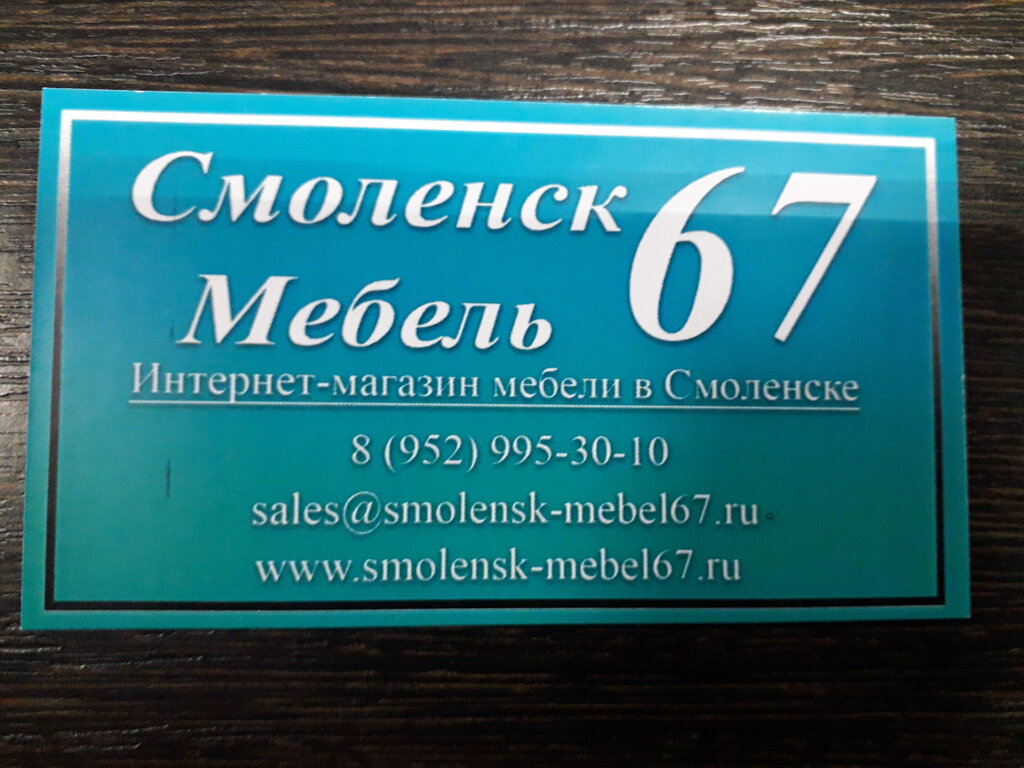 Смоленск 67
Мебель
Интернет-магазин мебели в Смоленске
8 (952) 995-30-10
sales@smolensk-mebel67.ru
www.smolensk-mebel67.ru